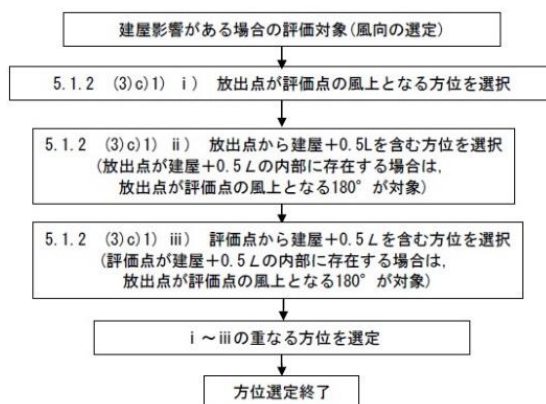 建屋影響がある場合の評価対象(風向の選定)
5.1.2 (3)c)1) ⅰ) 放出点が評価点の風上となる方位を選択
5.1.2 (3)c)1) ⅱ) 放出点から建屋+0.5Lを含む方位を選択
(放出点が建屋+0.5Lの内部に存在する場合は,
放出点が評価点の風上となる180°が対象)
5.1.2 (3)c)1) ⅲ) 評価点から建屋+0.5Lを含む方位を選択
(評価点が建屋+0.5Lの内部に存在する場合は,
放出点が評価点の風上となる180°が対象)
ⅰ~ⅲの重なる方位を選定
方位選定終了